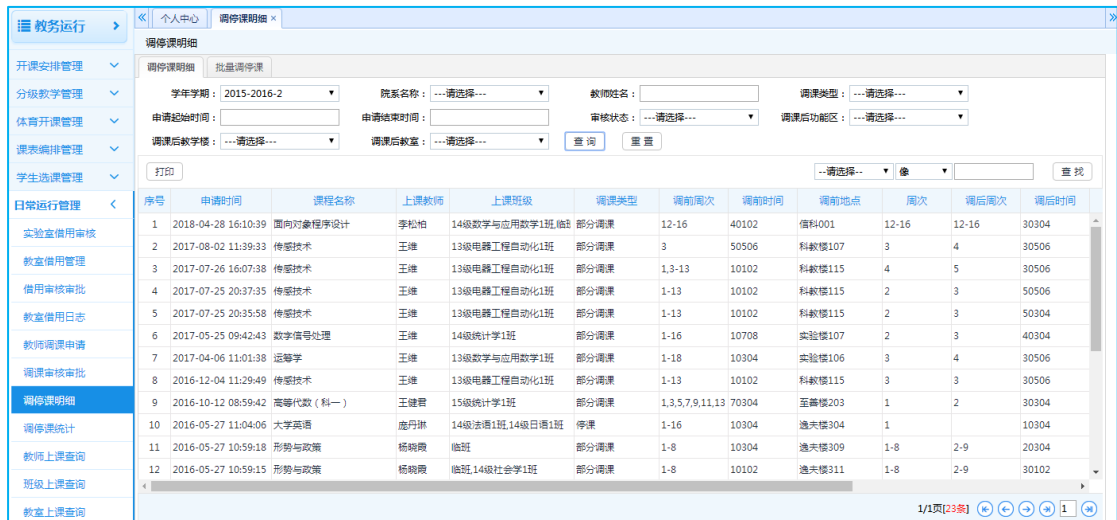 教务运行
个人中心 调停课明细 ×
调停课明细
调停课明细 批量调停课
开课安排管理
分级教学管理
体育开课管理
课表编排管理
学生选课管理
日常运行管理
实验室借用审核
教室借用管理
借用审核审批
教室借用日志
教师调课申请
调课审核审批
调停课明细
调停课统计
教师上课查询
班级上课查询
教室上课查询
学年学期： 2015-2016-2 院系名称： ---请选择--- 教师姓名： 调课类型： ---请选择---
申请起始时间： 申请结束时间： 审核状态： ---请选择--- 调课后功能区： ---请选择---
调课后教学楼： ---请选择--- 调课后教室： ---请选择--- 查询 重置
打印 --请选择-- 像 查找
序号 申请时间 课程名称 上课教师 上课班级 调课类型 调前周次 调前时间 调前地点 周次 调后周次 调后时间
1 2018-04-28 16:10:39 面向对象程序设计 李松柏 14级数学与应用数学1班,临班 部分调课 12-16 40102 信科001 12-16 12-16 30304
2 2017-08-02 11:39:33 传感技术 王维 13级电器工程自动化1班 部分调课 3 50506 科教楼107 3 4 30506
3 2017-07-26 16:07:38 传感技术 王维 13级电器工程自动化1班 部分调课 1,3-13 10102 科教楼115 4 5 30506
4 2017-07-25 20:37:35 传感技术 王维 13级电器工程自动化1班 部分调课 1-13 10102 科教楼115 2 3 50506
5 2017-07-25 20:35:58 传感技术 王维 13级电器工程自动化1班 部分调课 1-13 10102 科教楼115 2 3 50304
6 2017-05-25 09:42:43 数字信号处理 王维 14级统计学1班 部分调课 1-16 10708 实验楼107 2 3 40304
7 2017-04-06 11:01:38 运筹学 王维 13级数学与应用数学1班 部分调课 1-18 10304 实验楼106 3 4 30506
8 2016-12-04 11:29:49 传感技术 王维 13级电器工程自动化1班 部分调课 1-13 10102 科教楼115 3 3 30506
9 2016-10-12 08:59:42 高等代数（科一） 王健君 15级统计学1班 部分调课 1,3,5,7,9,11,13 70304 至善楼203 1 2 30304
10 2016-05-27 11:04:06 大学英语 庞丹琳 14级法语1班,14级日语1班 停课 1-16 10304 逸夫楼304 1 10304
11 2016-05-27 10:59:18 形势与政策 杨晓霞 临班 部分调课 1-8 10304 逸夫楼309 1-8 2-9 20304
12 2016-05-27 10:59:15 形势与政策 杨晓霞 临班,14级社会学1班 部分调课 1-8 10102 逸夫楼311 1-8 2-9 30102
1/1页[23条] 1